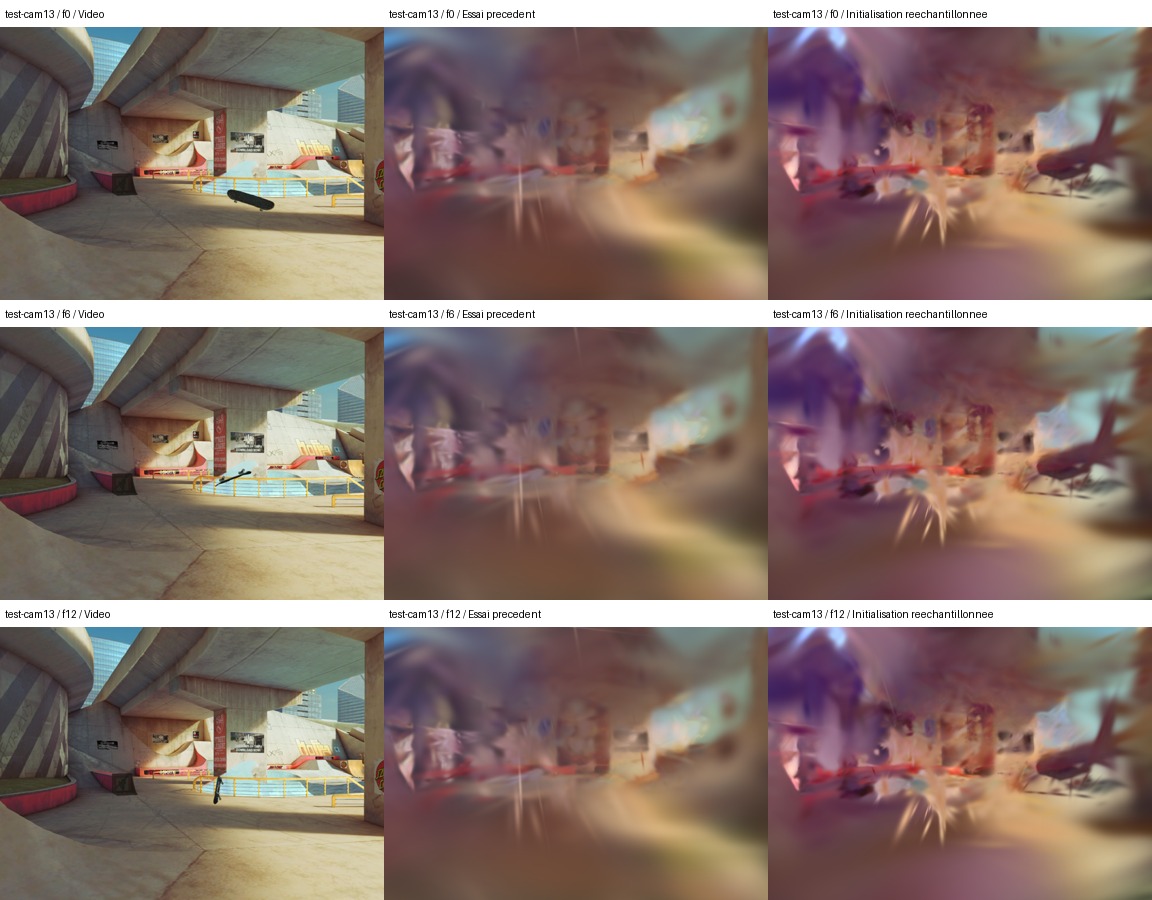 test-cam13 / f0 / Video
test-cam13 / f0 / Essai precedent
test-cam13 / f0 / Initialisation reechantillonnee
test-cam13 / f6 / Video
test-cam13 / f6 / Essai precedent
test-cam13 / f6 / Initialisation reechantillonnee
test-cam13 / f12 / Video
test-cam13 / f12 / Essai precedent
test-cam13 / f12 / Initialisation reechantillonnee